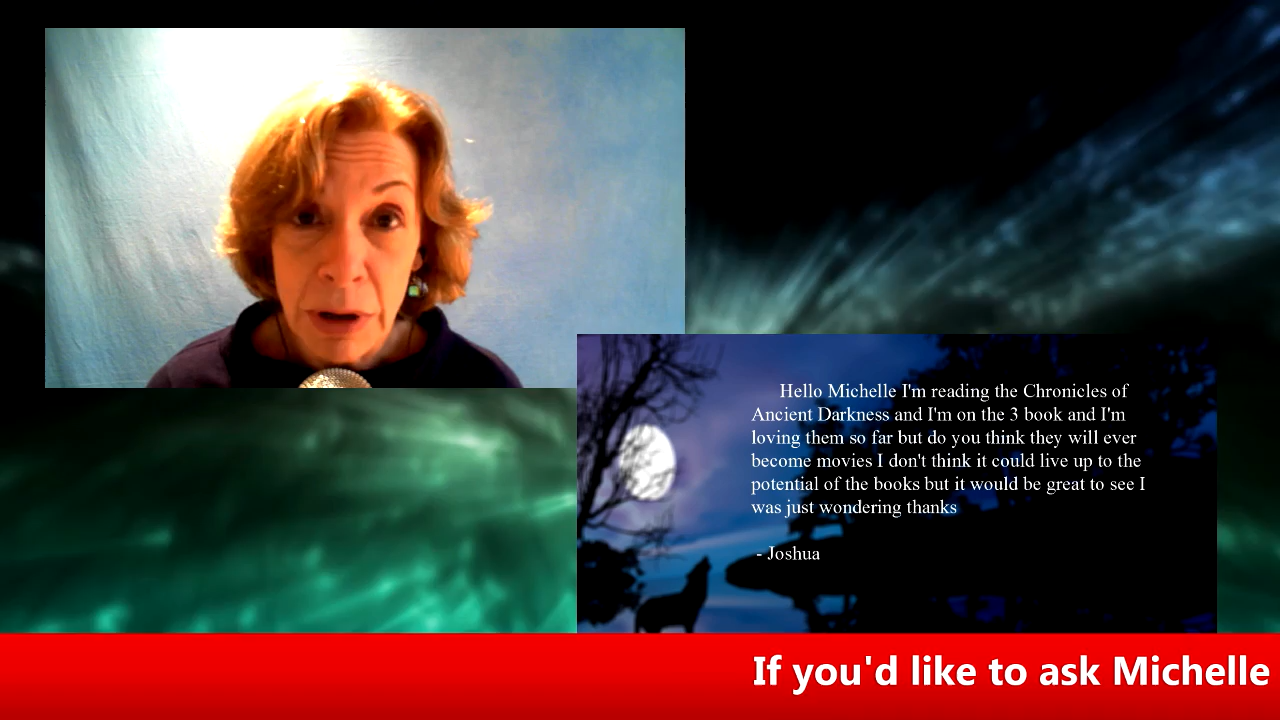 Hello Michelle I'm reading the Chronicles of
Ancient Darkness and I'm on the 3 book and I'm
loving them so far but do you think they will ever
become movies I don't think it could live up to the
potential of the books but it would be great to see I
was just wondering thanks
- Joshua
If you'd like to ask Michelle